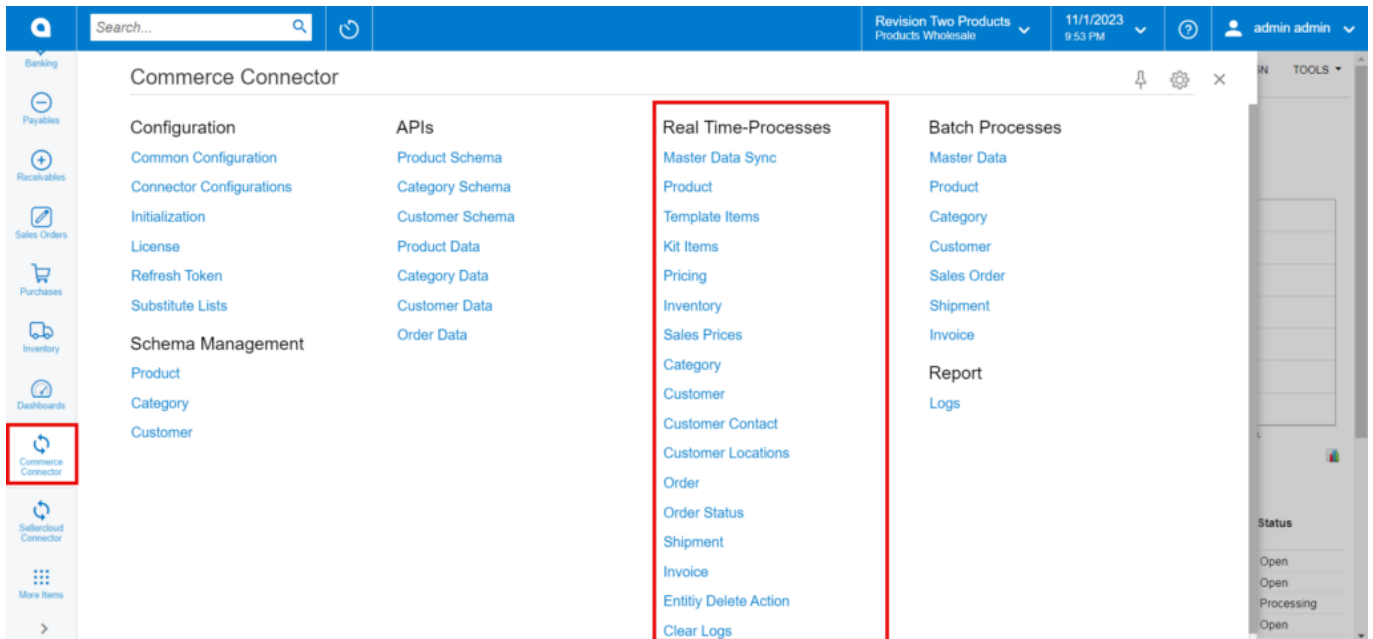 Search...
Revision Two Products
Products Wholesale
11/1/2023
9:53 PM
admin admin
Banking
Payables
Receivables
Sales Orders
Purchases
Inventory
Dashboards
Commerce
Connector
Sellercloud
Connector
More Items
Commerce Connector
Configuration
Common Configuration
Connector Configurations
Initialization
License
Refresh Token
Substitute Lists
Schema Management
Product
Category
Customer
APIs
Product Schema
Category Schema
Customer Schema
Product Data
Category Data
Customer Data
Order Data
Real Time-Processes
Master Data Sync
Product
Template Items
Kit Items
Pricing
Inventory
Sales Prices
Category
Customer
Customer Contact
Customer Locations
Order
Order Status
Shipment
Invoice
Entitiy Delete Action
Clear Logs
Batch Processes
Master Data
Product
Category
Customer
Sales Order
Shipment
Invoice
Report
Logs
TOOLS
Status
Open
Open
Processing
Open